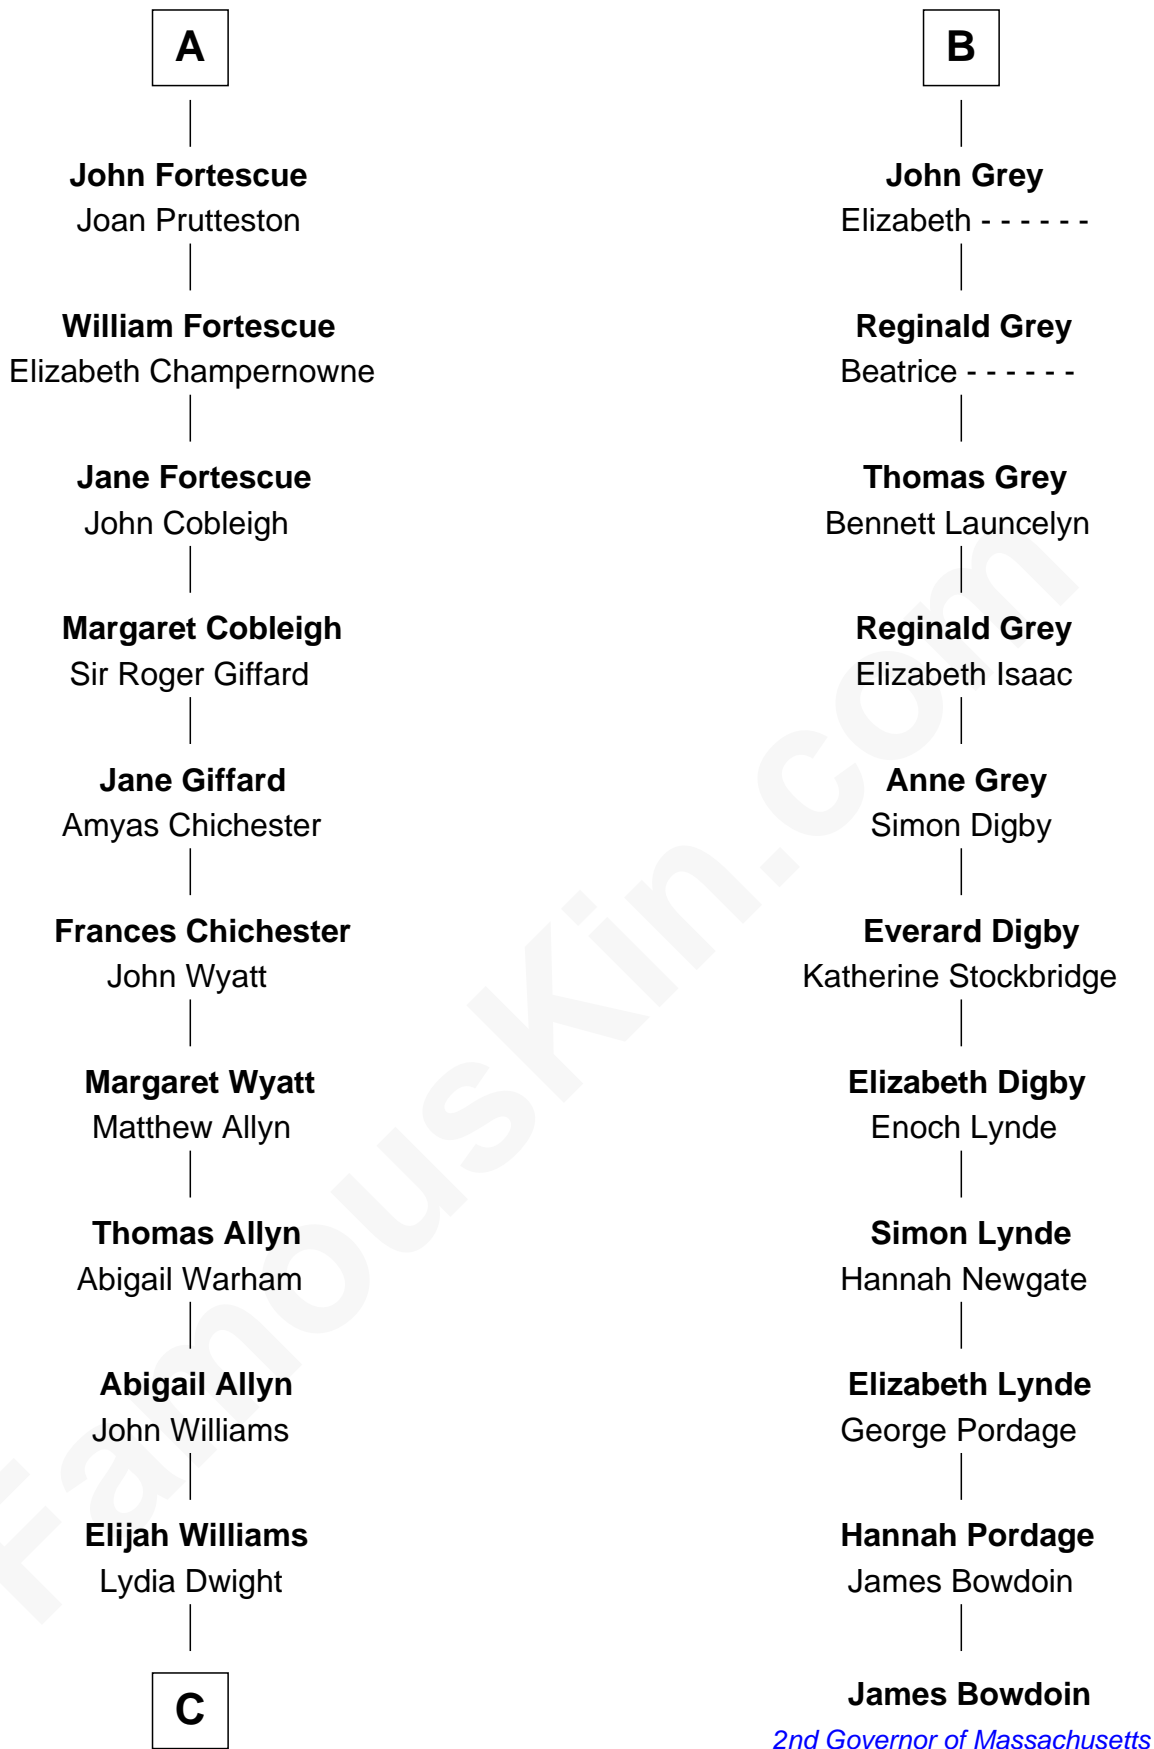 A
John Fortescue
Joan Prutteston
William Fortescue
Elizabeth Champernowne
Jane Fortescue
John Cobleigh
Margaret Cobleigh
Sir Roger Giffard
Jane Giffard
Amyas Chichester
Frances Chichester
John Wyatt
Margaret Wyatt
Matthew Allyn
Thomas Allyn
Abigail Warham
Abigail Allyn
John Williams
Elijah Williams
Lydia Dwight
C
B
John Grey
Elizabeth - - - - - -
Reginald Grey
Beatrice - - - - - -
Thomas Grey
Bennett Launcelyn
Reginald Grey
Elizabeth Isaac
Anne Grey
Simon Digby
Everard Digby
Katherine Stockbridge
Elizabeth Digby
Enoch Lynde
Simon Lynde
Hannah Newgate
Elizabeth Lynde
George Pordage
Hannah Pordage
James Bowdoin
James Bowdoin
2nd Governor of Massachusetts
FamousKin.com